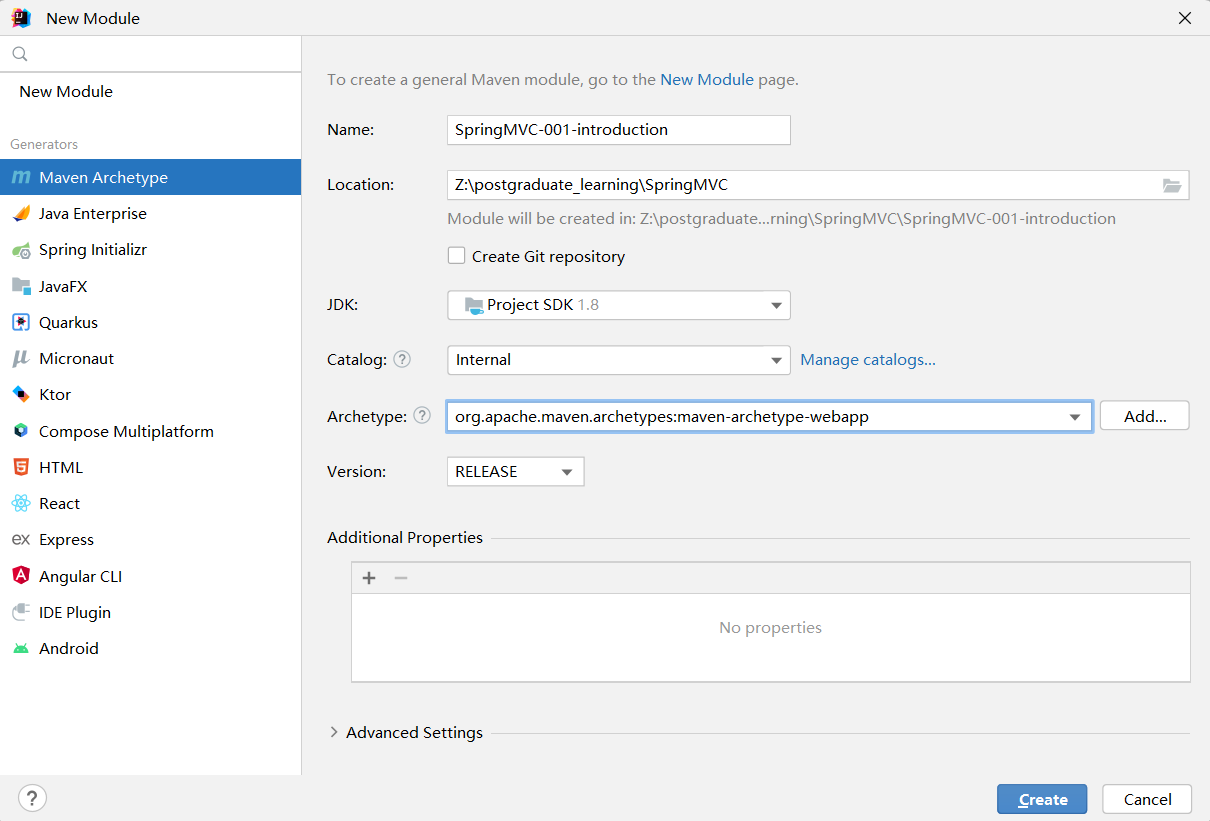 New Module
New Module
Generators
Maven Archetype
Java Enterprise
Spring Initializr
JavaFX
Quarkus
Micronaut
Ktor
Compose Multiplatform
HTML
React
Express
Angular CLI
IDE Plugin
Android
To create a general Maven module, go to the New Module page.
Name: SpringMVC-001-introduction
Location: Z:\postgraduate_learning\SpringMVC
Module will be created in: Z:\postgraduate...rning\SpringMVC\SpringMVC-001-introduction
Create Git repository
JDK: Project SDK 1.8
Catalog: ? Internal Manage catalogs...
Archetype: ? org.apache.maven.archetypes:maven-archetype-webapp Add...
Version: RELEASE
Additional Properties
No properties
Advanced Settings
? Create Cancel